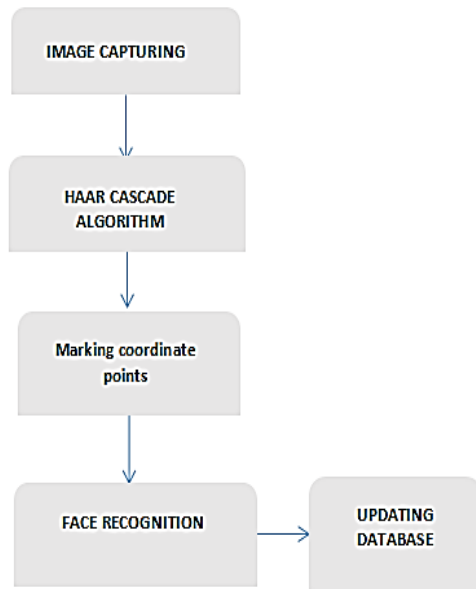 IMAGE CAPTURING
HAAR CASCADE
ALGORITHM
Marking coordinate
points
FACE RECOGNITION
UPDATING
DATABASE